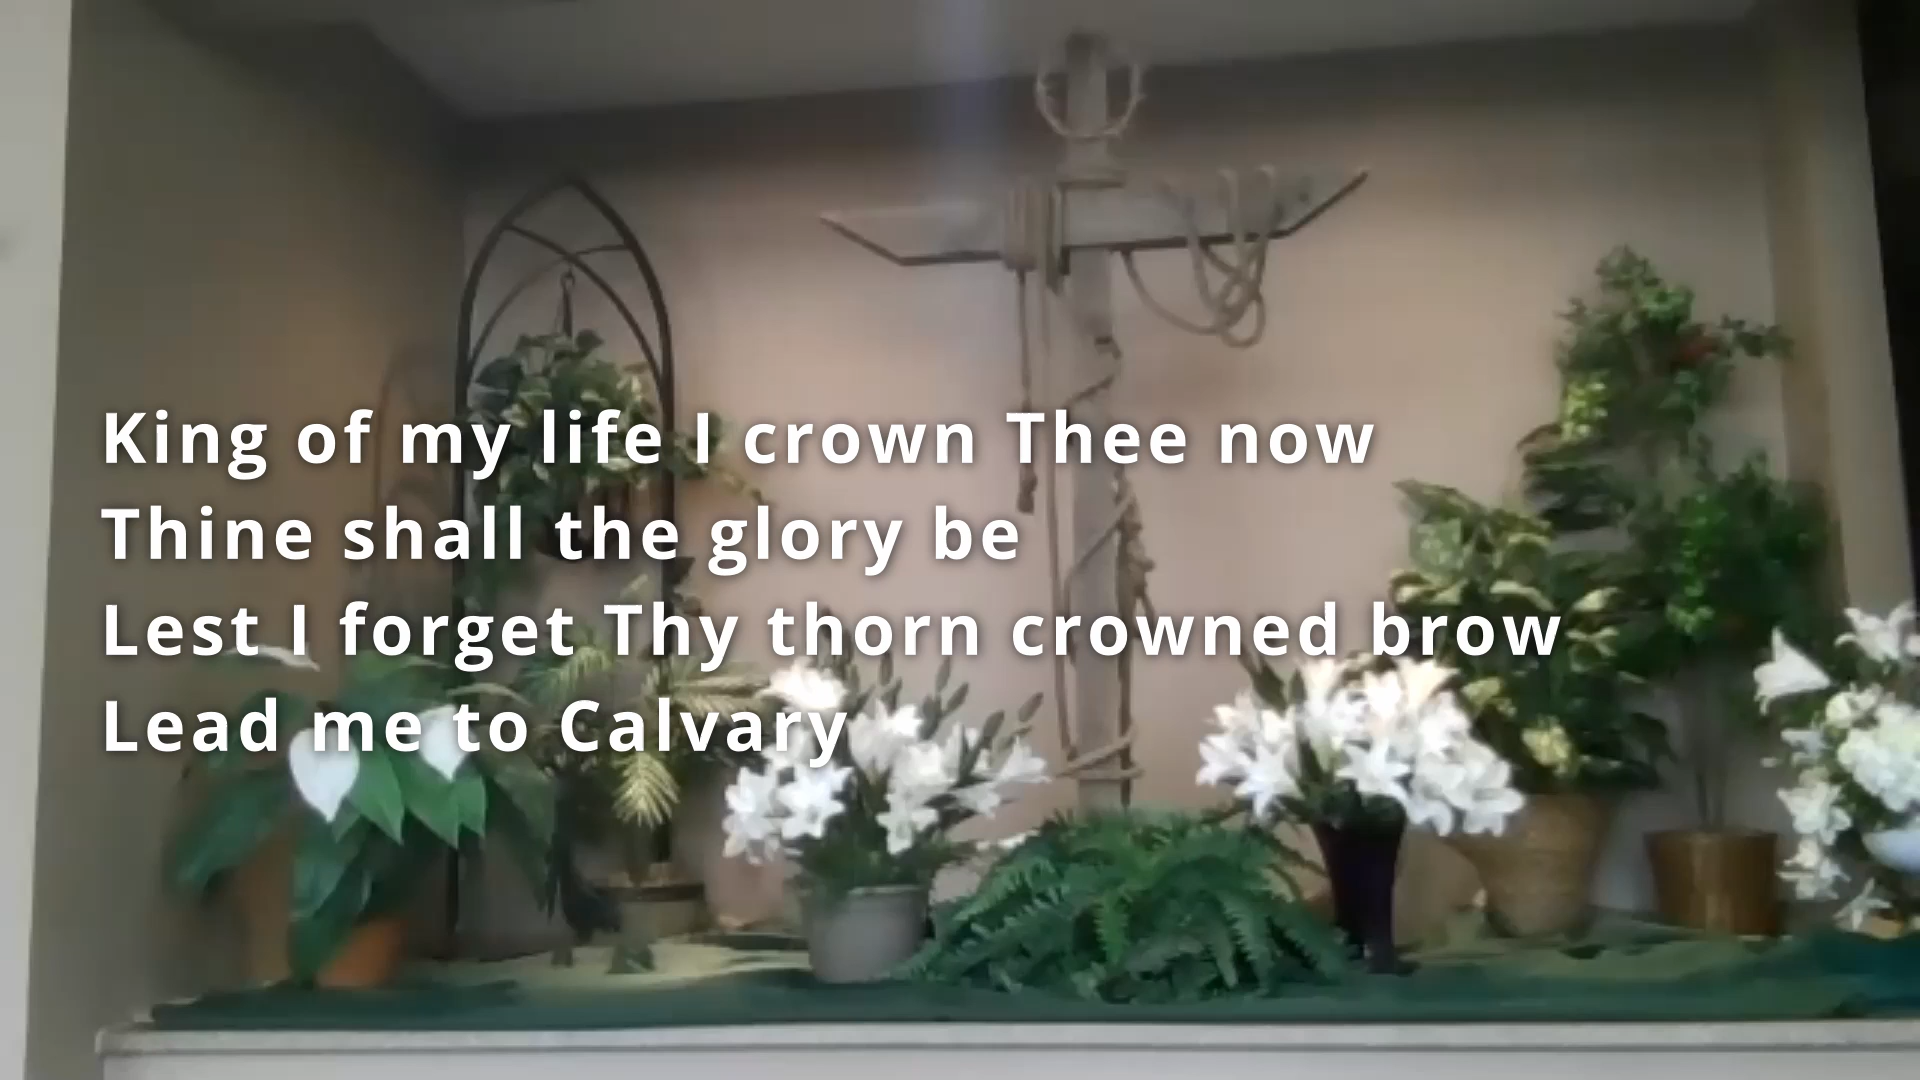 King of my life I crown Thee now
Thine shall the glory be
Lest I forget Thy thorn crowned brow
Lead me to Calvary